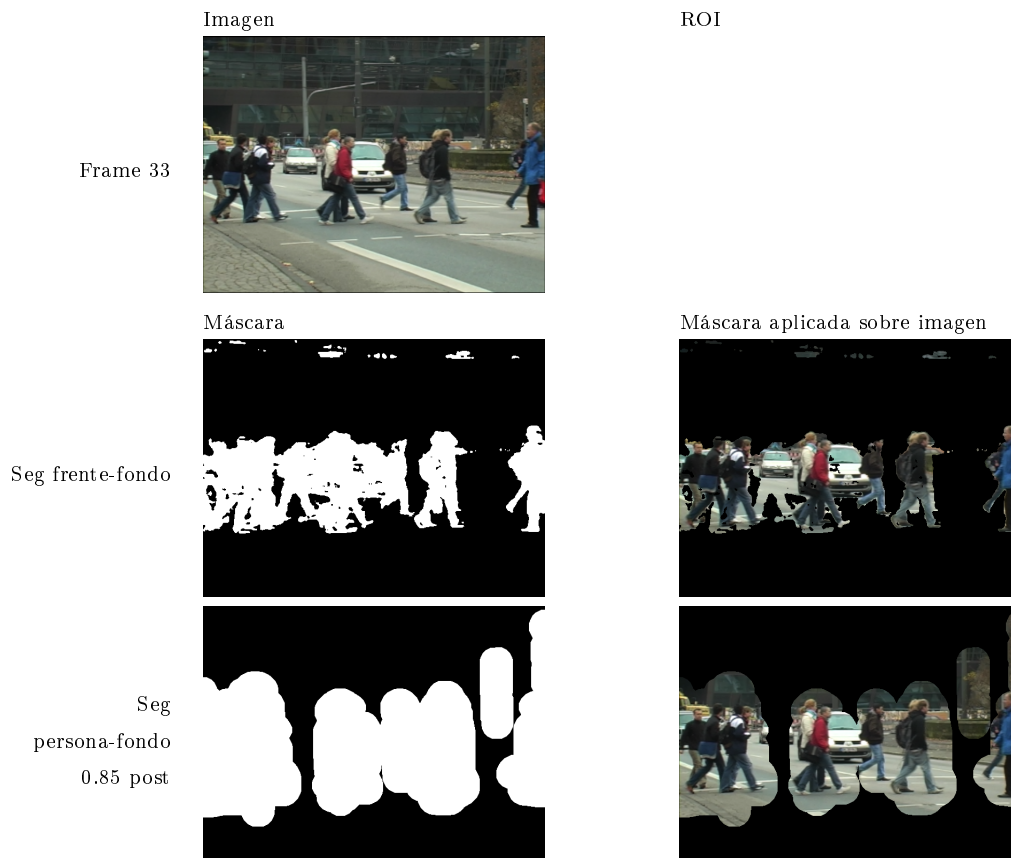 Imagen
ROI
Frame 33
Máscara
Máscara aplicada sobre imagen
Seg frente-fondo
Seg
persona-fondo
0.85 post